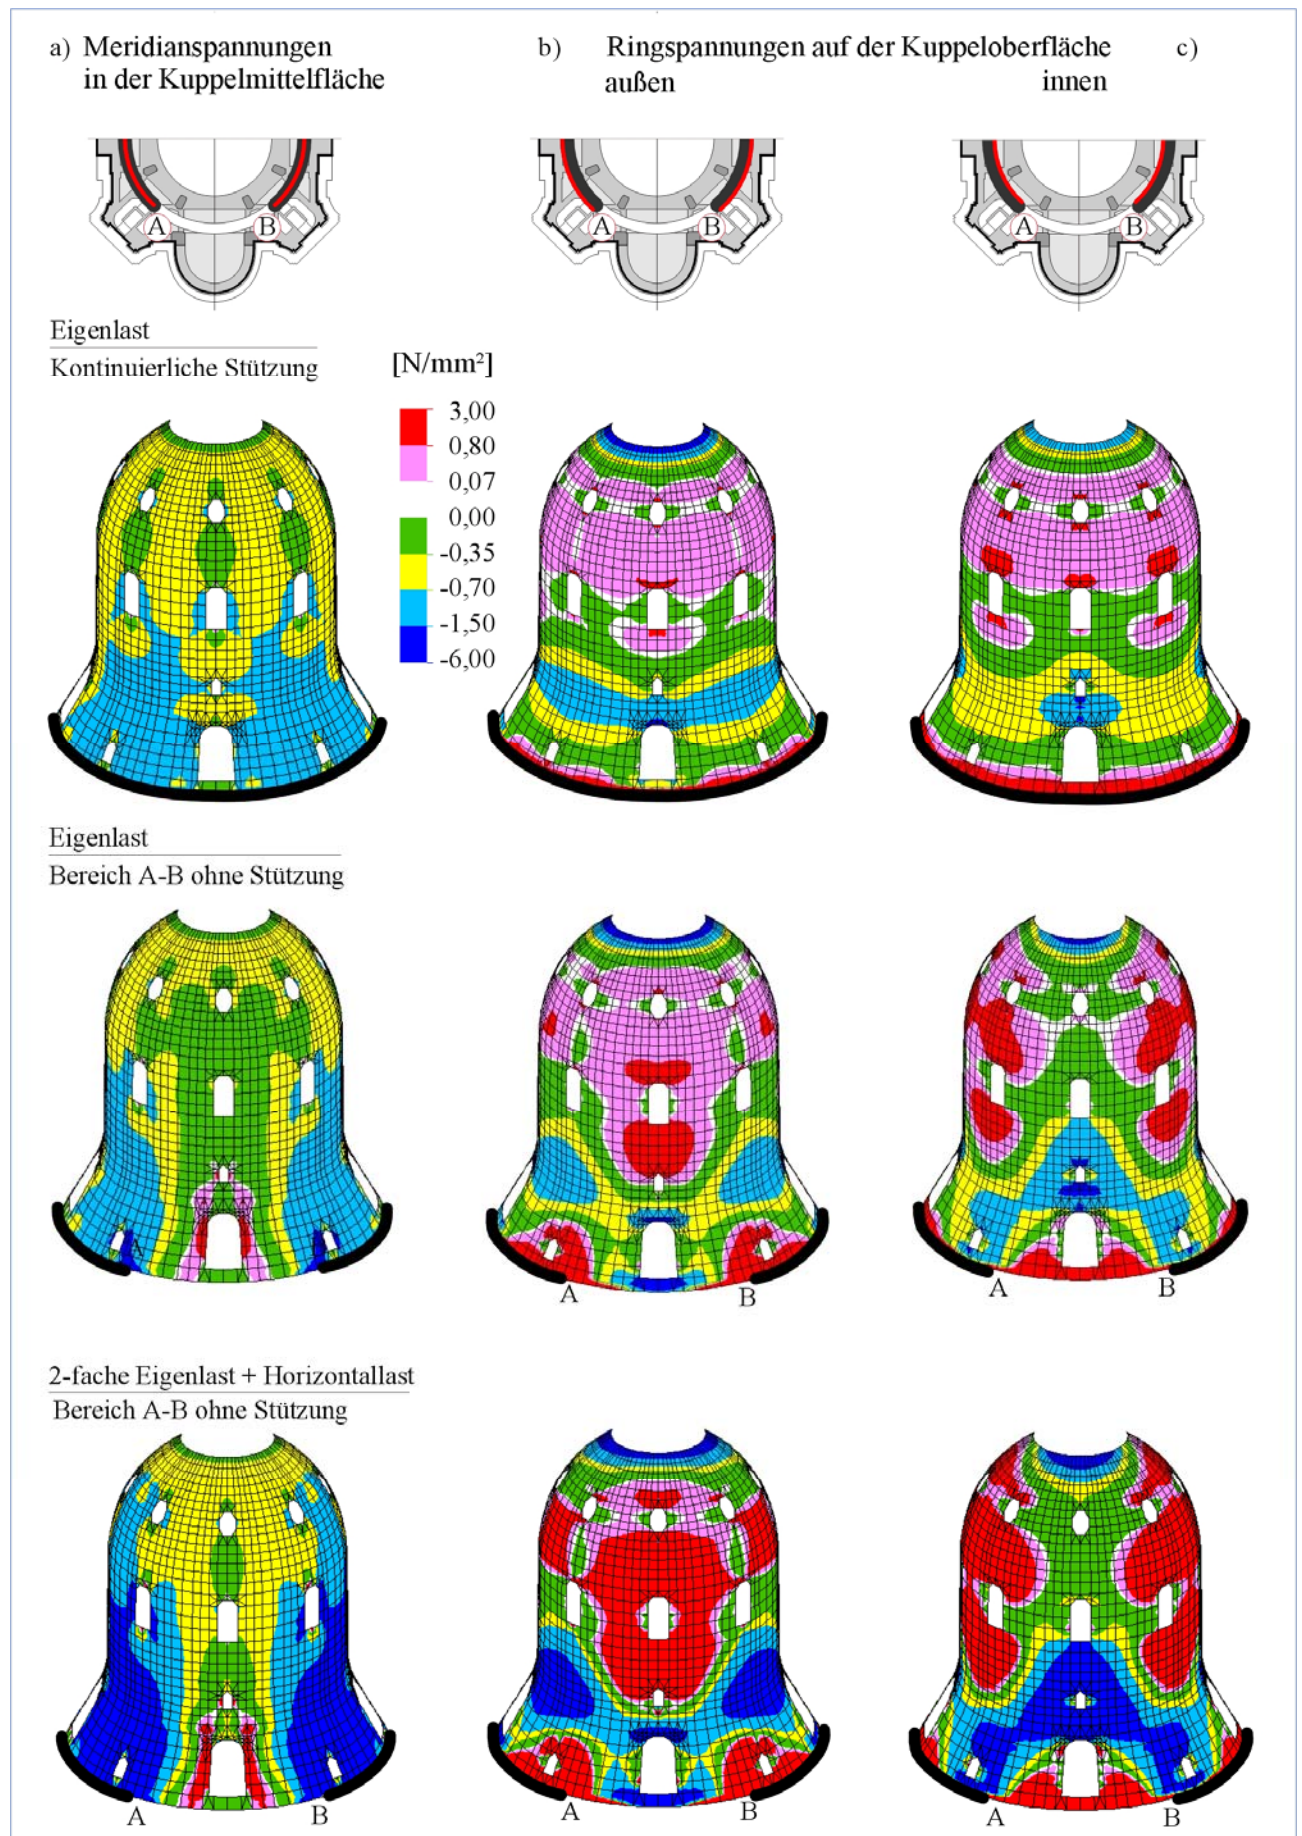 a) Meridianspannungen
in der Kuppelmittelfläche
b) Ringspannungen auf der Kuppeloberfläche c)
außen innen
A B
A B
A B
Eigenlast
Kontinuierliche Stützung
[N/mm²]
3,00
0,80
0,07
0,00
-0,35
-0,70
-1,50
-6,00
Eigenlast
Bereich A-B ohne Stützung
A B
A B
2-fache Eigenlast + Horizontallast
Bereich A-B ohne Stützung
A B
A B
A B